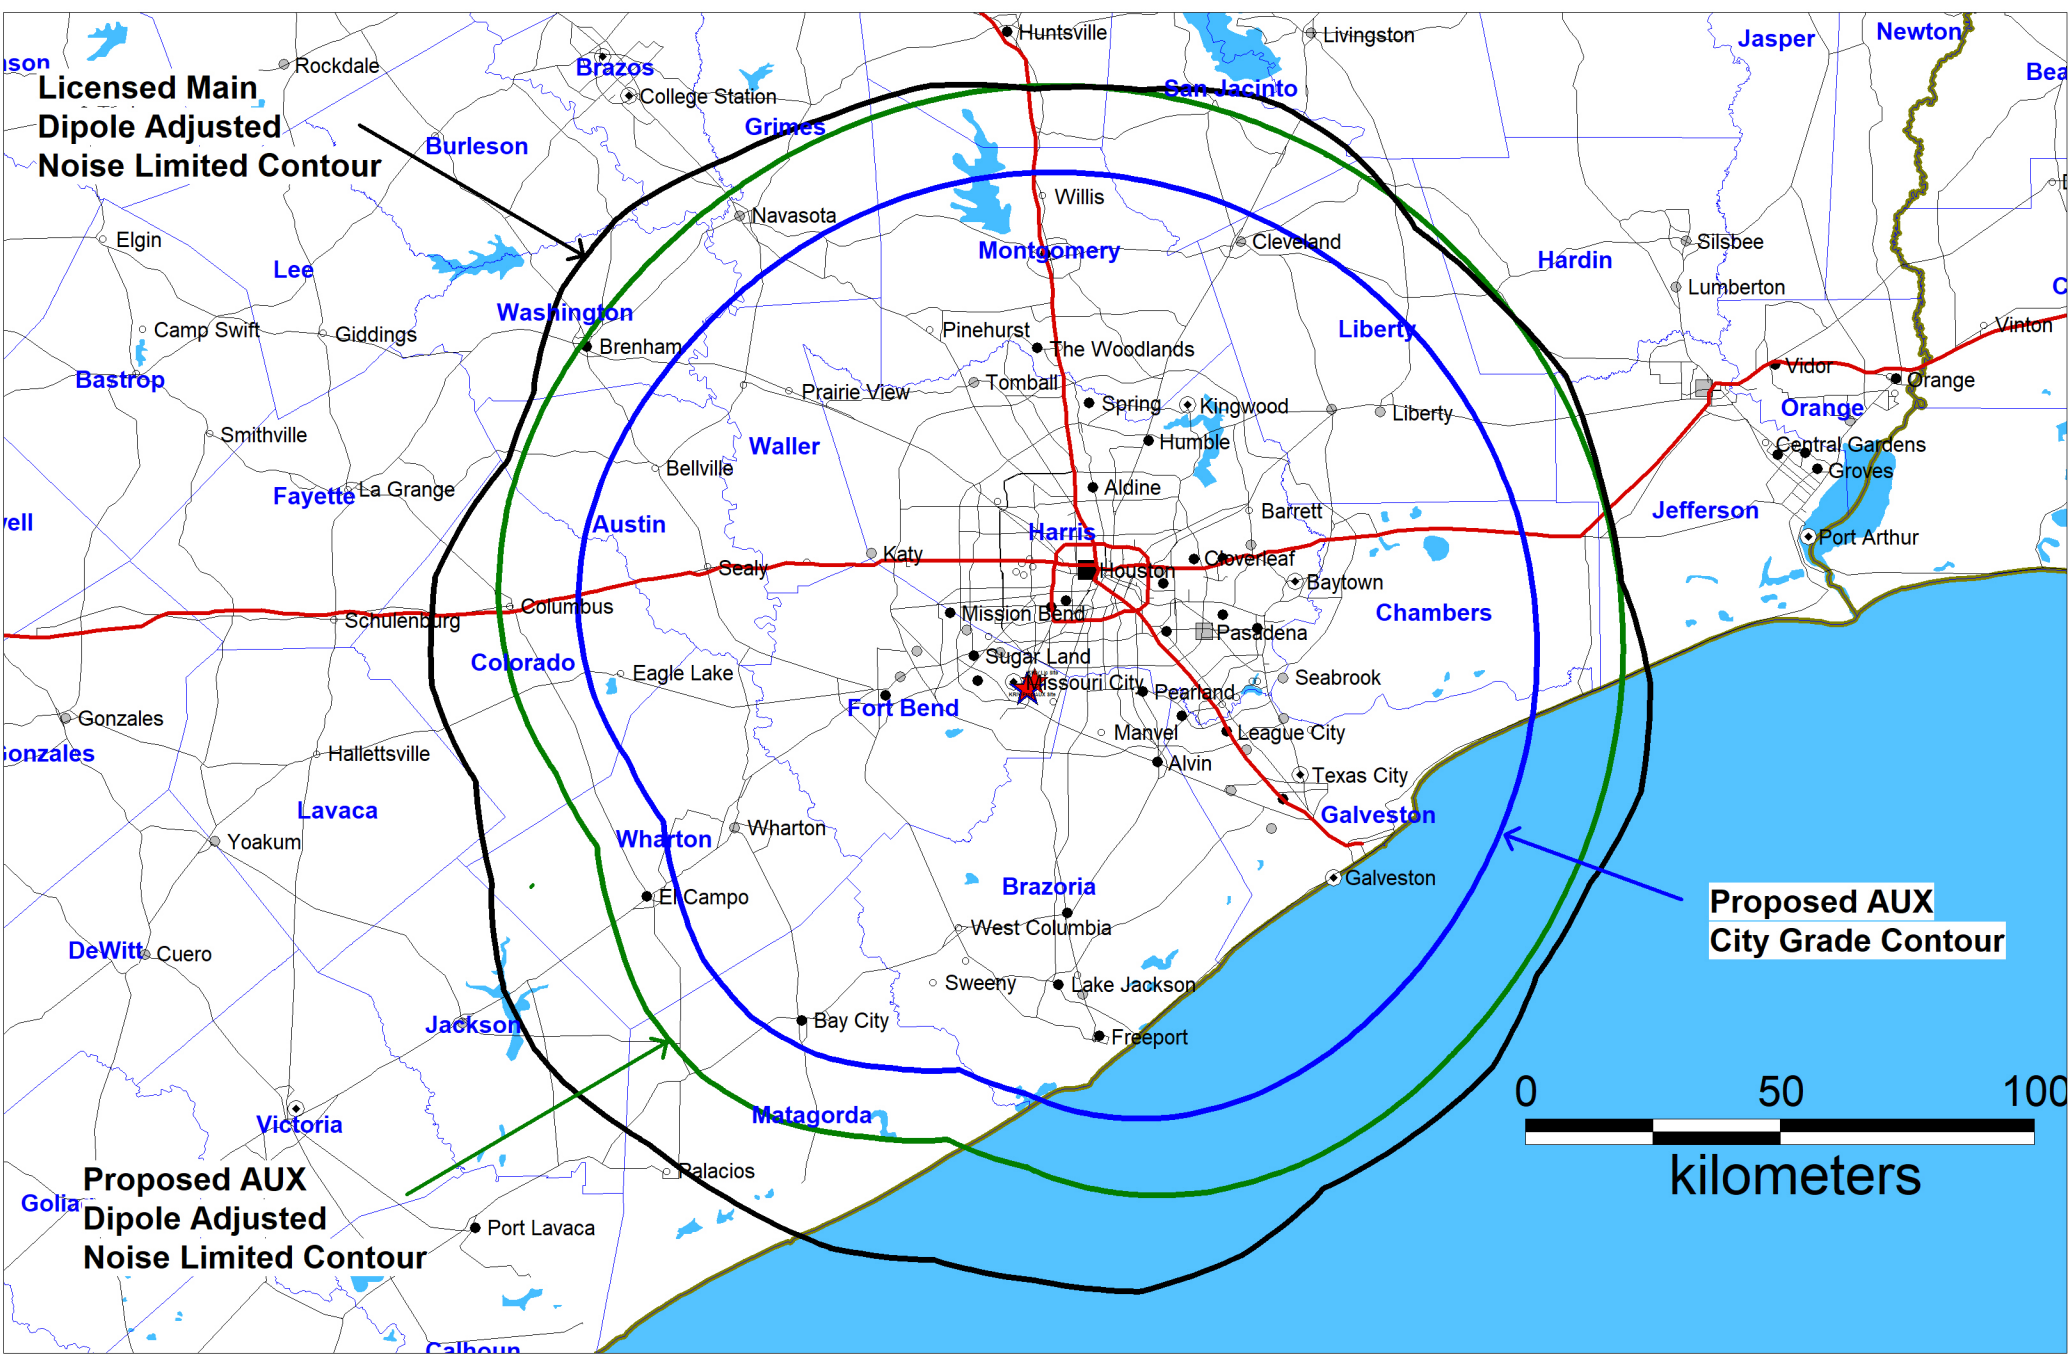 Huntsville
Livingston
Jasper
Newton
Rockdale
Brazos
College Station
San Jacinto
Licensed Main
Dipole Adjusted
Noise Limited Contour
Grimes
Burleson
Navasota
Willis
Elgin
Lee
Montgomery
Cleveland
Hardin
Silsbee
Lumberton
Washington
Camp Swift
Giddings
Brenham
Pinehurst
The Woodlands
Liberty
Vinton
Vidor
Orange
Bastrop
Prairie View
Tomball
Spring
Kingwood
Liberty
Orange
Smithville
Waller
Humble
Central Gardens
Groves
Bellville
Fayette
La Grange
Aldine
Austin
Harris
Barrett
Jefferson
Port Arthur
Katy
Sealy
Houston
Cloverleaf
Baytown
Columbus
Schulenburg
Mission Bend
Pasadena
Chambers
Colorado
Eagle Lake
Sugar Land
Missouri City
Seabrook
Pearland
Fort Bend
Gonzales
Gonzales
Hallettsville
Manvel
League City
Alvin
Texas City
Lavaca
Galveston
Yoakum
Wharton
Wharton
El Campo
Brazoria
Galveston
West Columbia
Proposed AUX
City Grade Contour
DeWitt
Cuero
Sweeny
Lake Jackson
Jackson
Bay City
Freeport
Victoria
Matagorda
0 50 100
kilometers
Palacios
Proposed AUX
Dipole Adjusted
Noise Limited Contour
Golia
Port Lavaca
Calhoun